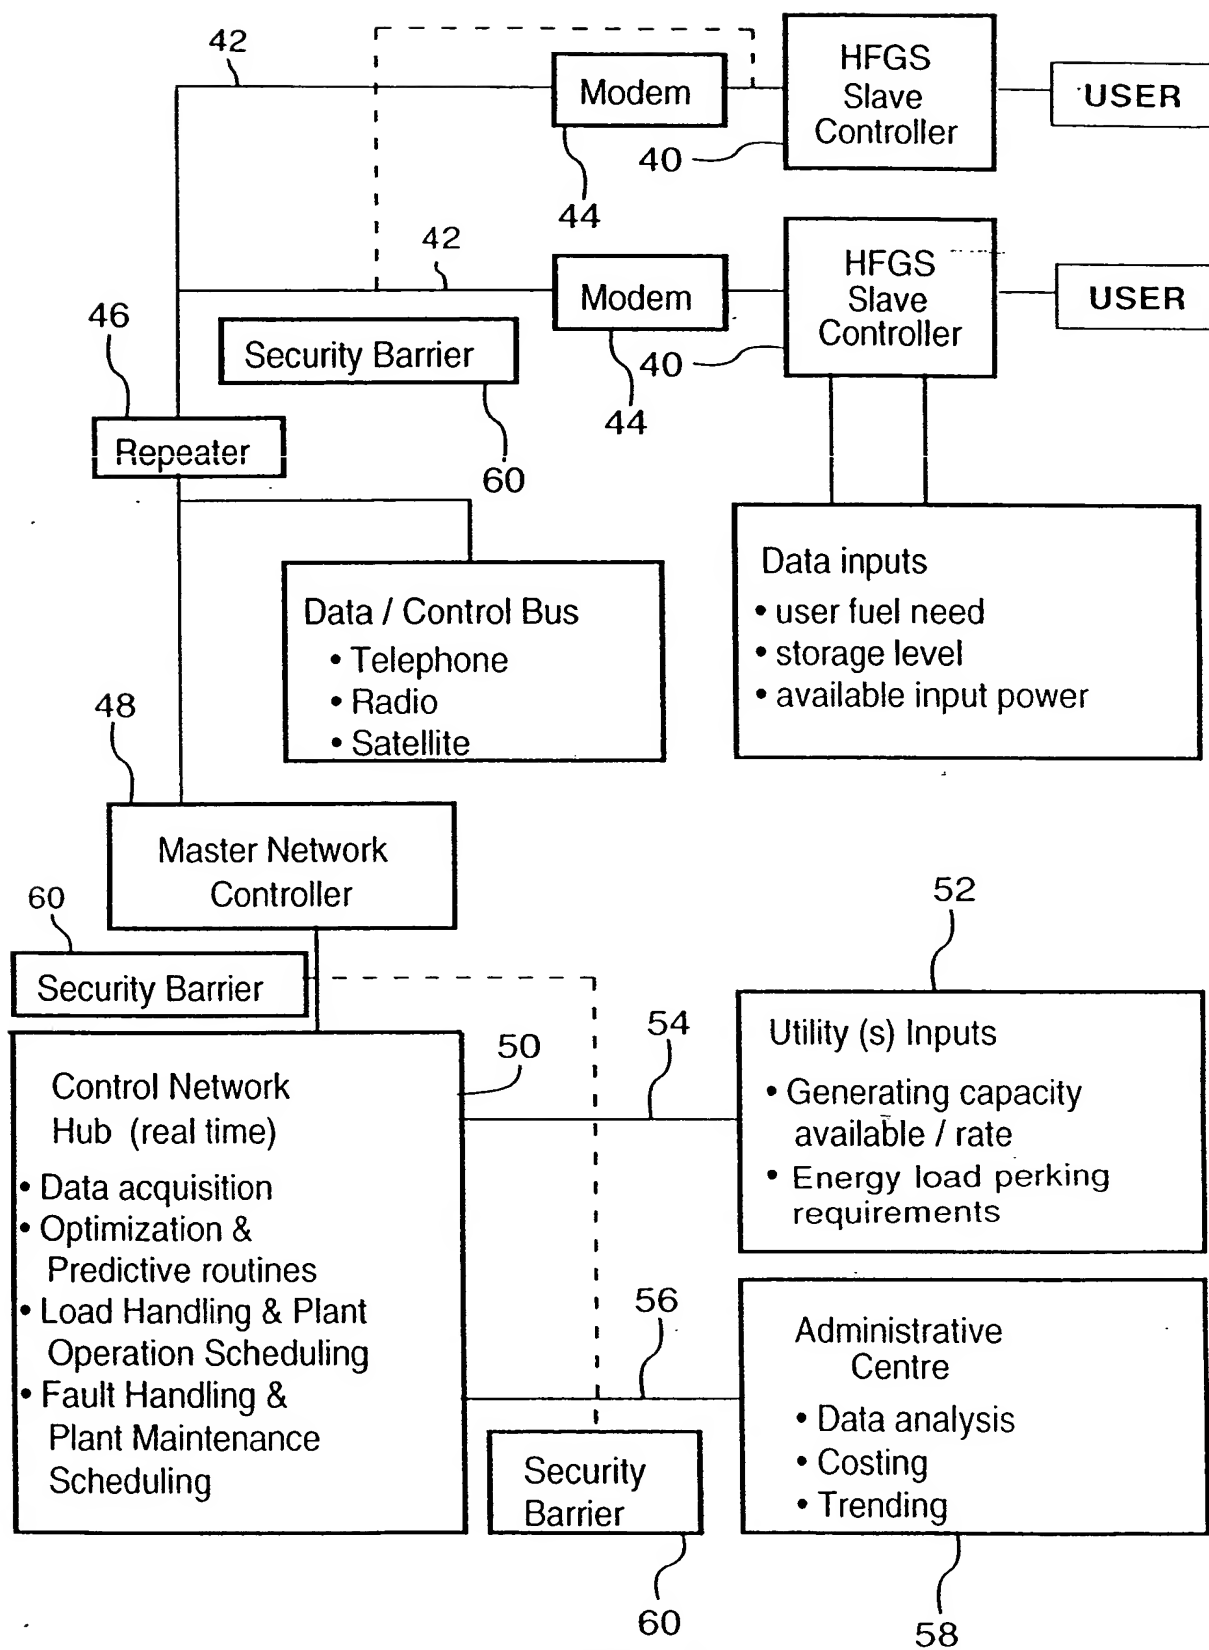 42
Modem
HFGS
Slave
Controller
USER
40
44
42
Modem
HFGS
Slave
Controller
USER
46
Security Barrier
40
44
Repeater
60
Data / Control Bus
• Telephone
• Radio
• Satellite
Data inputs
• user fuel need
• storage level
• available input power
48
Master Network
Controller
60
Security Barrier
52
Control Network
Hub (real time)
• Data acquisition
• Optimization &
Predictive routines
• Load Handling & Plant
Operation Scheduling
• Fault Handling &
Plant Maintenance
Scheduling
50
54
Utility (s) Inputs
• Generating capacity
available / rate
• Energy load perking
requirements
56
Administrative
Centre
• Data analysis
• Costing
• Trending
Security
Barrier
60
58